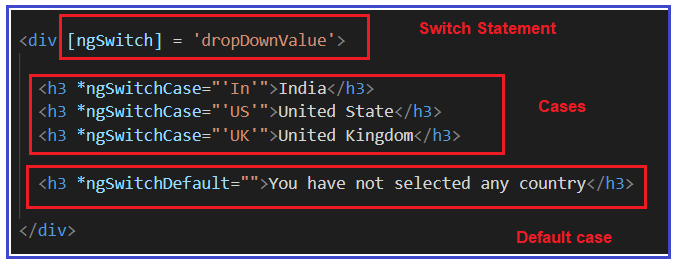 Switch Statement
<div [ngSwitch] = 'dropDownValue'>
<h3 *ngSwitchCase="'In'">India</h3>
<h3 *ngSwitchCase="'US'">United State</h3>
<h3 *ngSwitchCase="'UK'">United Kingdom</h3>
Cases
<h3 *ngSwitchDefault="">You have not selected any country</h3>
</div>
Default case